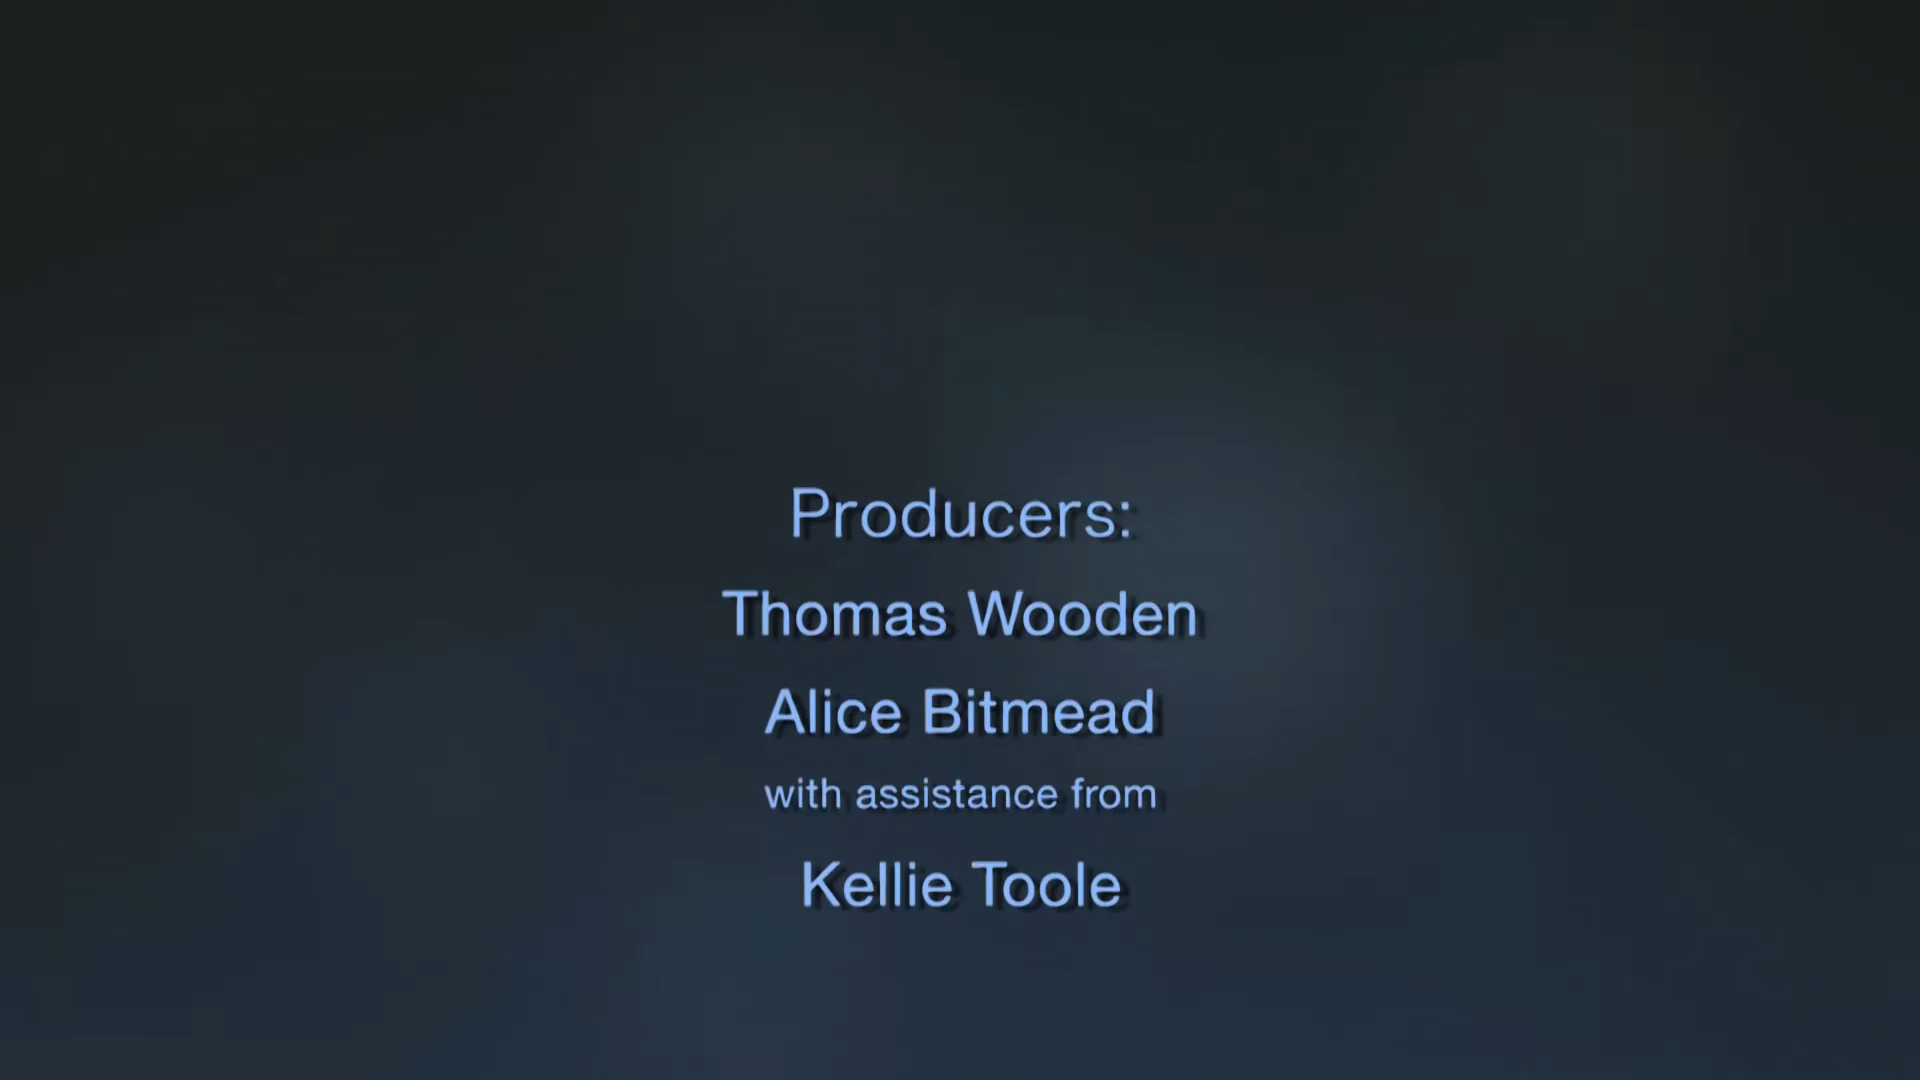 Producers:
Thomas Wooden
Alice Bitmead
with assistance from
Kellie Toole